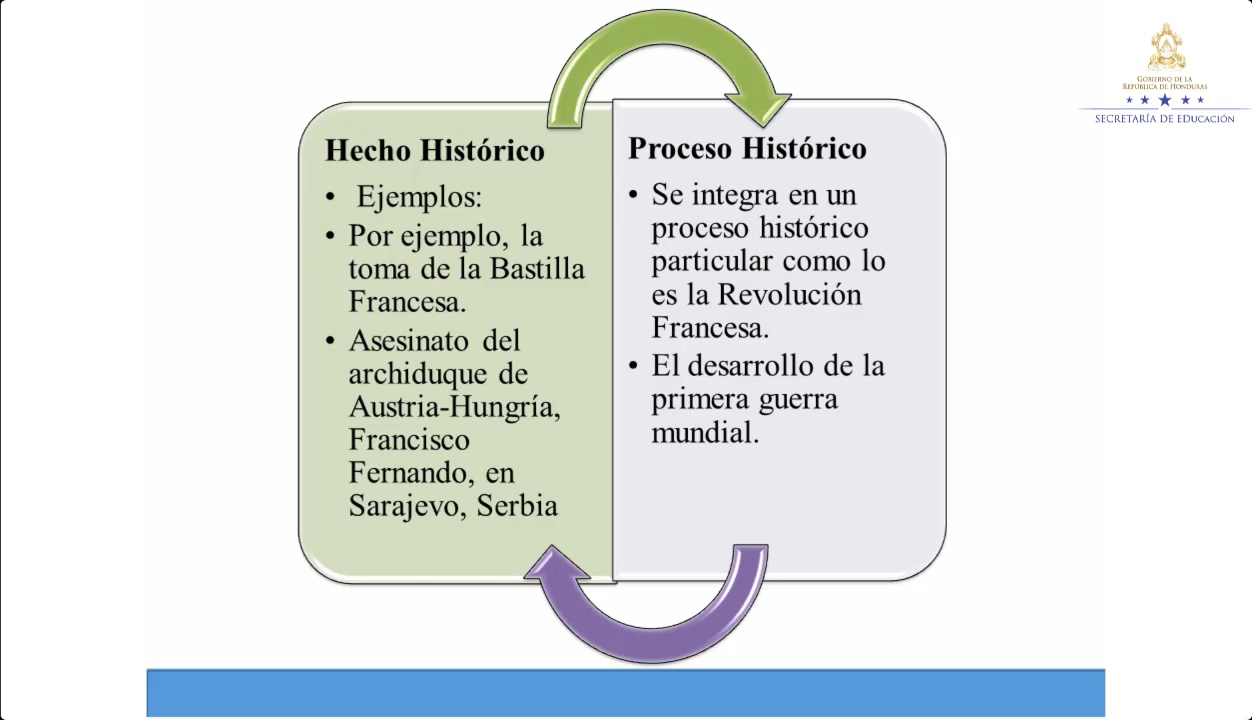 Hecho Histórico
• Ejemplos:
• Por ejemplo, la
toma de la Bastilla
Francesa.
• Asesinato del
archiduque de
Austria-Hungría,
Francisco
Fernando, en
Sarajevo, Serbia
Proceso Histórico
• Se integra en un
proceso histórico
particular como lo
es la Revolución
Francesa.
• El desarrollo de la
primera guerra
mundial.
GOBIERNO DE LA
REPÚBLICA DE HONDURAS
SECRETARÍA DE EDUCACIÓN